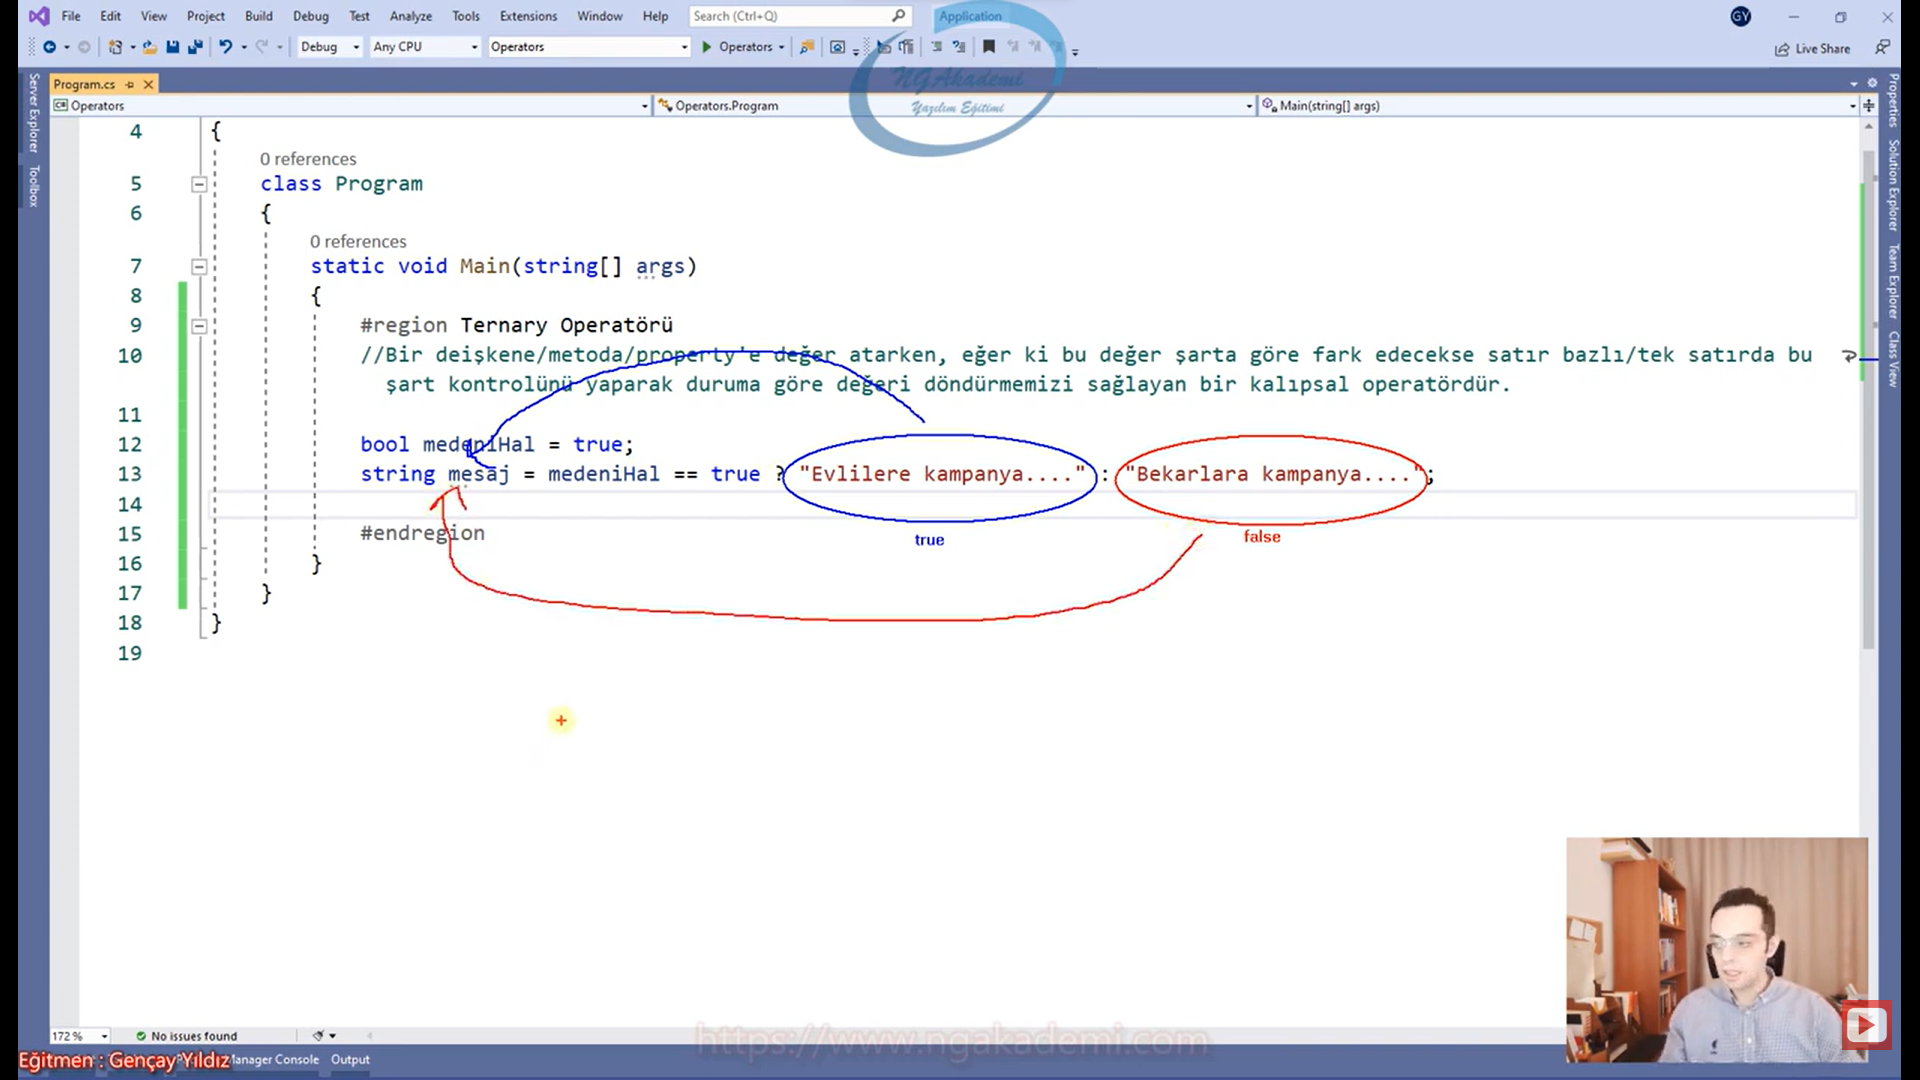 File Edit View Project Build Debug Test Analyze Tools Extensions Window Help Search (Ctrl+Q) Application GY
Debug Any CPU Operators Operators Live Share
NGAkademi
Yazılım Eğitimi
Program.cs
Operators Operators.Program Main(string[] args)
Server Explorer
Toolbox
Properties
Solution Explorer
Team Explorer
Class View
4 {
0 references
5 class Program
6 {
0 references
7 static void Main(string[] args)
8 {
9 #region Ternary Operatörü
10 //Bir deişkene/metoda/property'e değer atarken, eğer ki bu değer şarta göre fark edecekse satır bazlı/tek satırda bu
şart kontrolünü yaparak duruma göre değeri döndürmemizi sağlayan bir kalıpsal operatördür.
11
12 bool medeniHal = true;
13 string mesaj = medeniHal == true ? "Evlilere kampanya...." : "Bekarlara kampanya....";
14
15 #endregion
true
false
16 }
17 }
18 }
19
172 % No issues found
https://www.ngakademi.com
Eğitmen : Gençay Yıldız
Manager Console Output